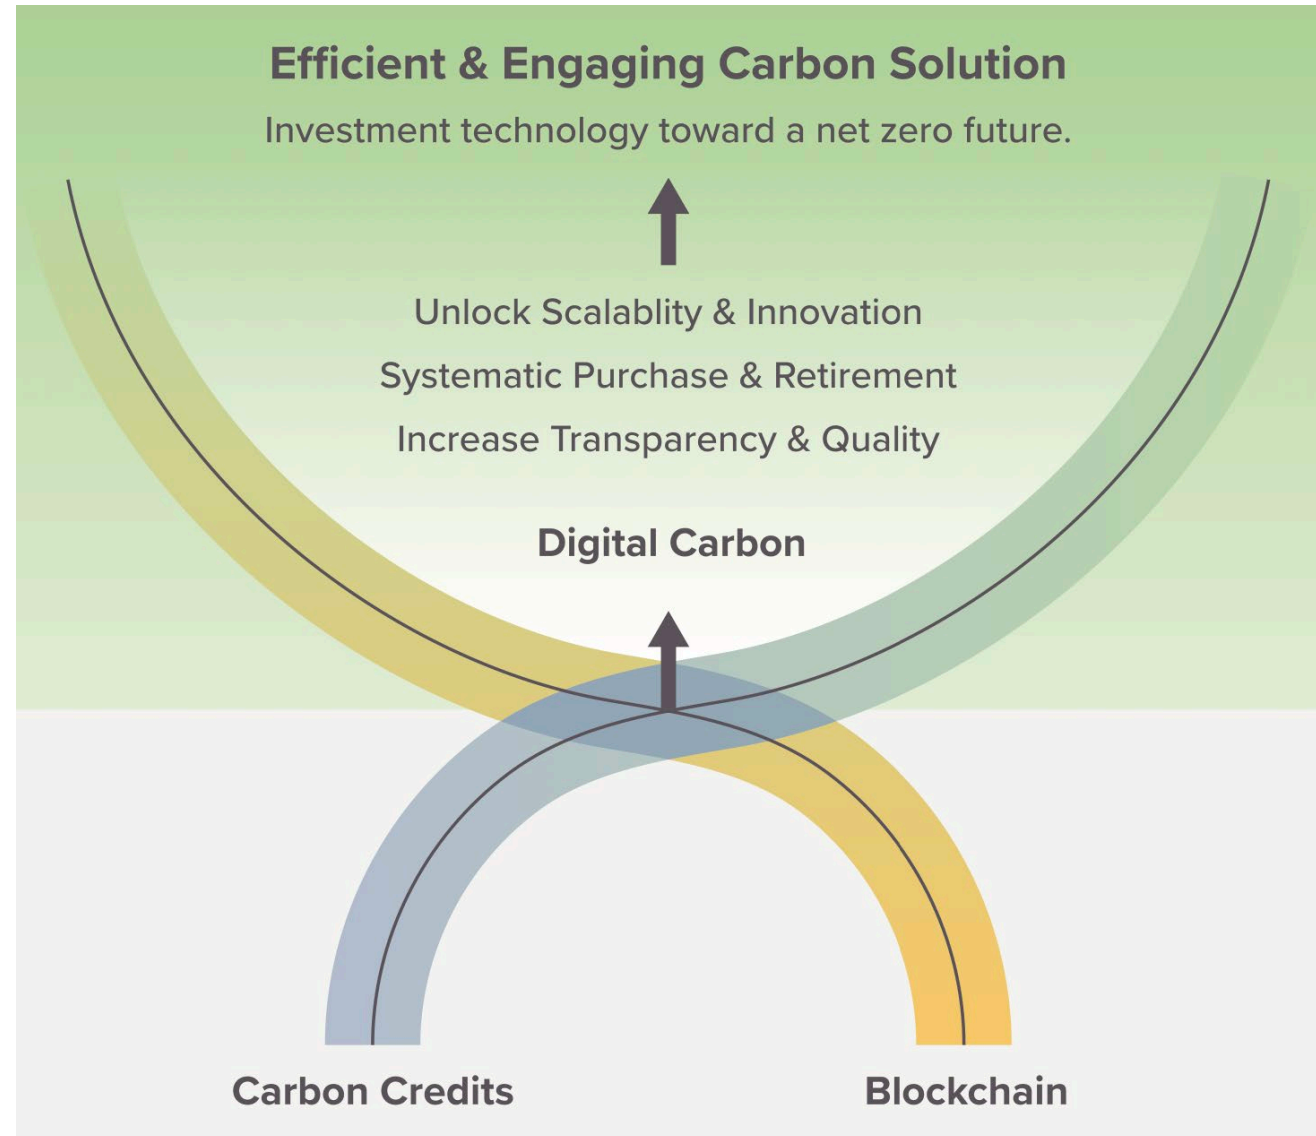 Efficient & Engaging Carbon Solution
Investment technology toward a net zero future.
Unlock Scalablity & Innovation
Systematic Purchase & Retirement
Increase Transparency & Quality
Digital Carbon
Carbon Credits
Blockchain